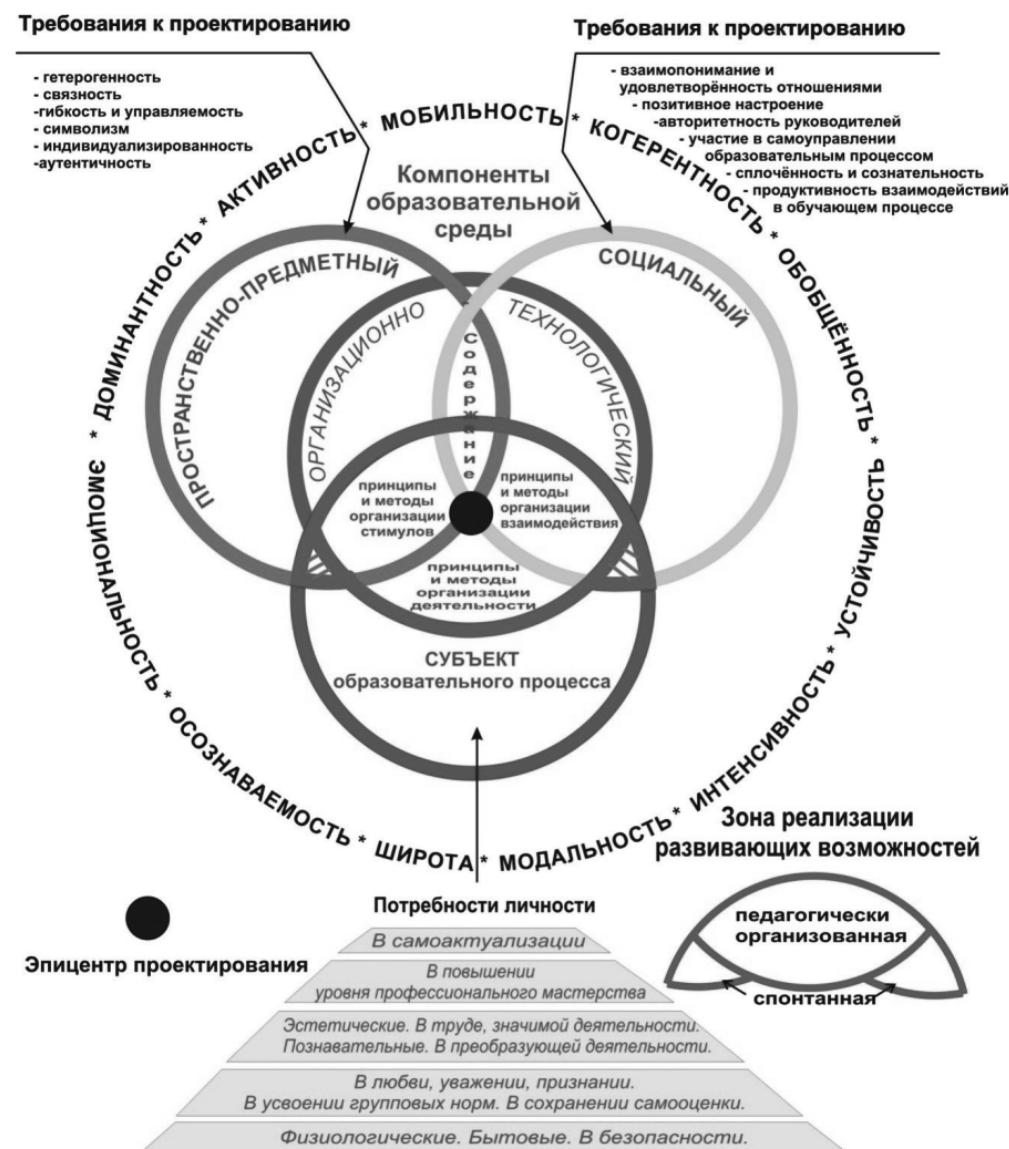 Требования к проектированию
- гетерогенность
- связность
-гибкость и управляемость
- символизм
- индивидуализированность
-аутентичность
Требования к проектированию
- взаимопонимание и
удовлетворённость отношениями
- позитивное настроение
-авторитетность руководителей
- участие в самоуправлении
образовательным процессом
- сплочённость и сознательность
- продуктивность взаимодействий
в обучающем процессе
* ДОМИНАНТНОСТЬ * АКТИВНОСТЬ * МОБИЛЬНОСТЬ * КОГЕРЕНТНОСТЬ * ОБОБЩЁННОСТЬ * УСТОЙЧИВОСТЬ * ИНТЕНСИВНОСТЬ * МОДАЛЬНОСТЬ * ШИРОТА * ОСОЗНАВАЕМОСТЬ * ЭМОЦИОНАЛЬНОСТЬ
Компоненты
образовательной
среды
ПРОСТРАНСТВЕННО-ПРЕДМЕТНЫЙ
СОЦИАЛЬНЫЙ
ОРГАНИЗАЦИОННО
ТЕХНОЛОГИЧЕСКИЙ
Содержание
принципы
и методы
организации
стимулов
принципы
и методы
организации
взаимодействия
принципы
и методы
организации
деятельности
СУБЪЕКТ
образовательного процесса
Зона реализации
развивающих возможностей
педагогически
организованная
спонтанная
Эпицентр проектирования
Потребности личности
В самоактуализации
В повышении
уровня профессионального мастерства
Эстетические. В труде, значимой деятельности.
Познавательные. В преобразующей деятельности.
В любви, уважении, признании.
В усвоении групповых норм. В сохранении самооценки.
Физиологические. Бытовые. В безопасности.